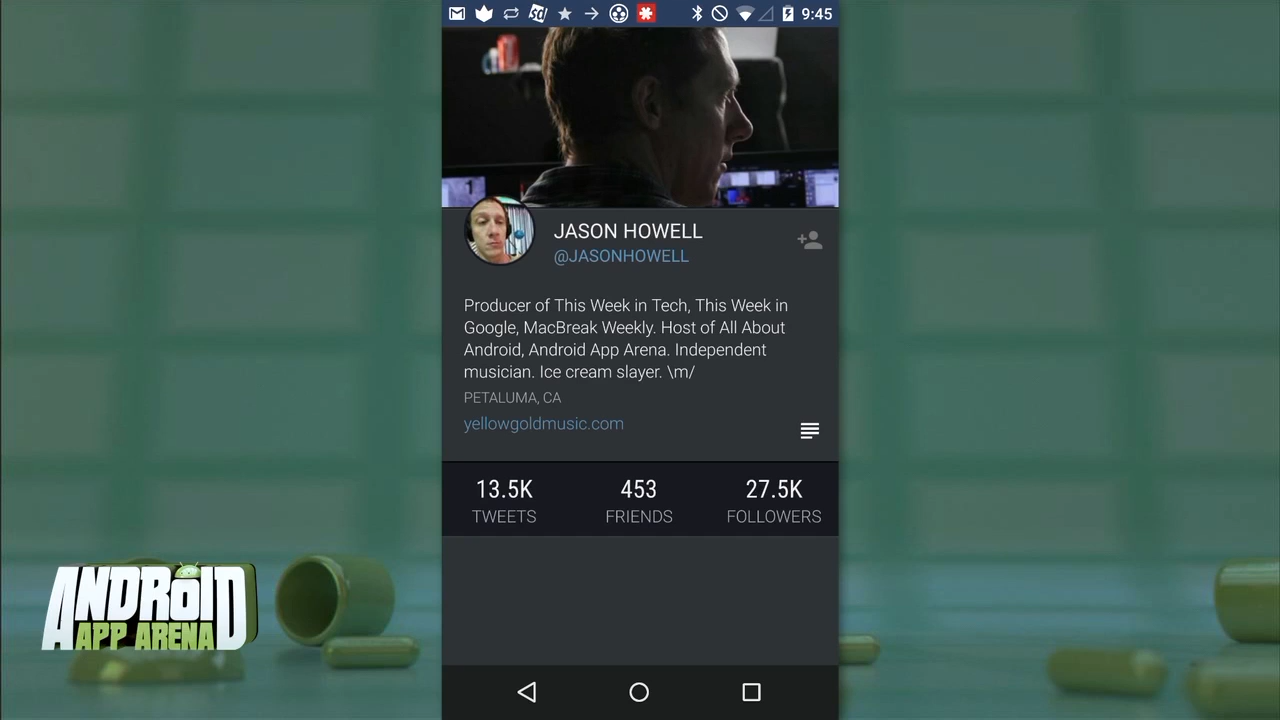 9:45
JASON HOWELL
@JASONHOWELL
Producer of This Week in Tech, This Week in
Google, MacBreak Weekly. Host of All About
Android, Android App Arena. Independent
musician. Ice cream slayer. \m/
PETALUMA, CA
yellowgoldmusic.com
13.5K 453 27.5K
TWEETS FRIENDS FOLLOWERS
ANDROID
APP ARENA